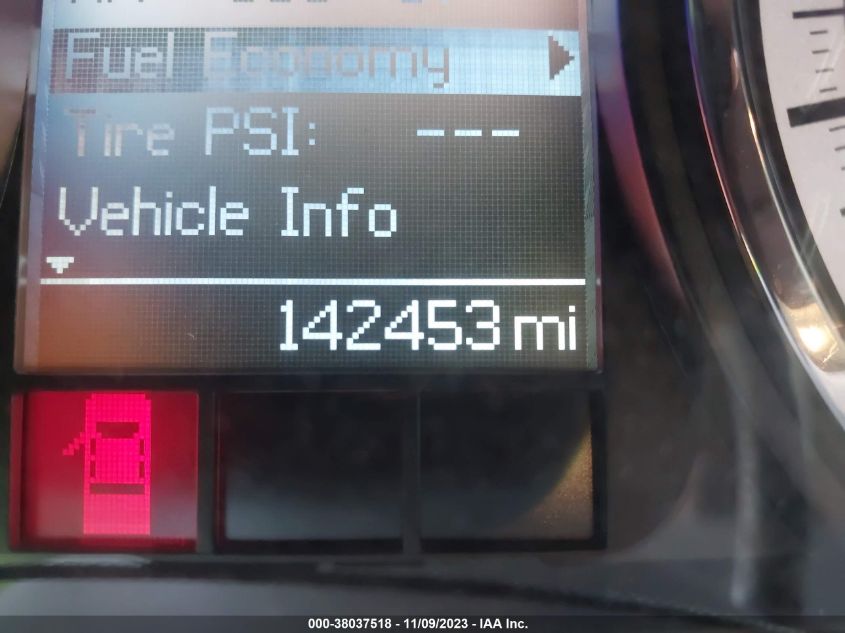 Fuel Economy
Tire PSI: ---
Vehicle Info
142453 mi
000-38037518 - 11/09/2023 - IAA Inc.